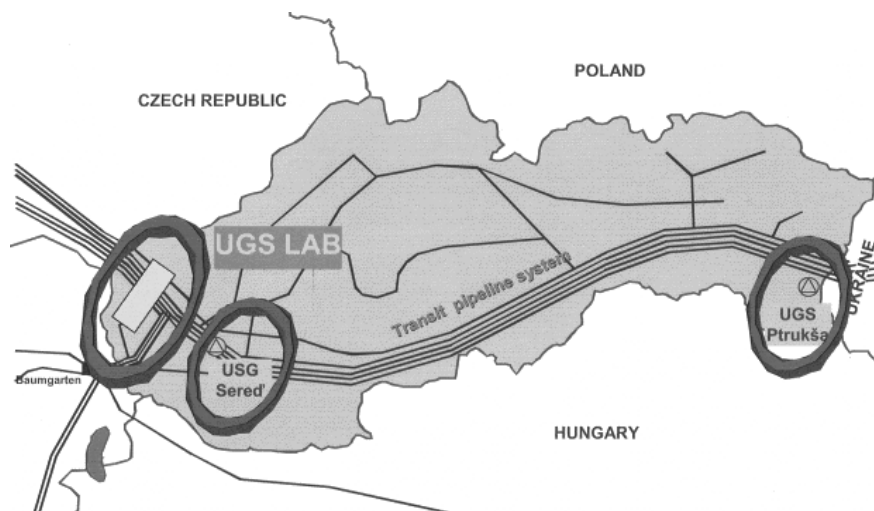 POLAND
CZECH REPUBLIC
UGS LAB
UKRAINE
Transit pipeline system
UGS
Ptrukša
USG
Sereď
Baumgarten
HUNGARY